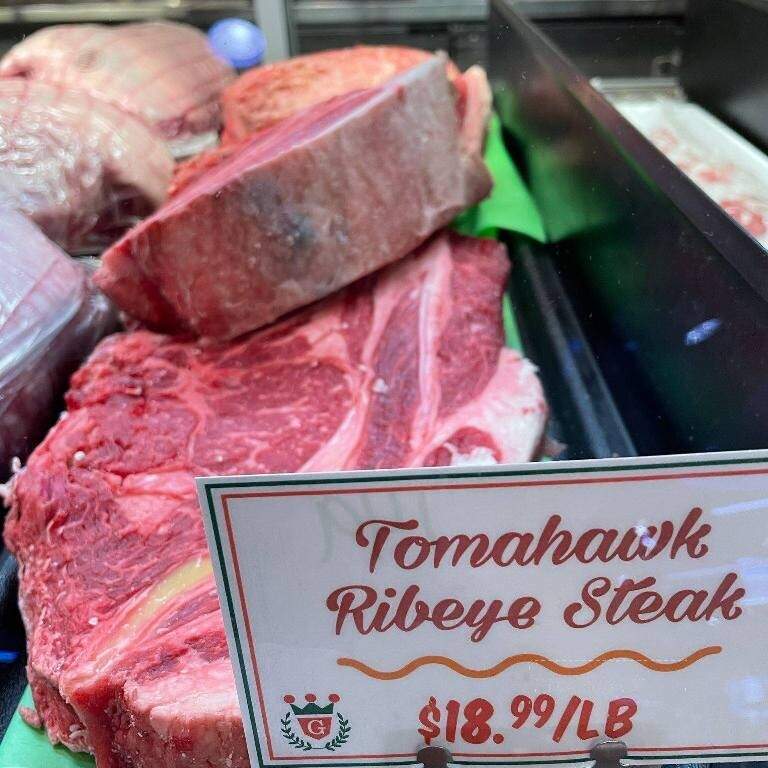 Tomahawk
Ribeye Steak
$18.99/LB
G